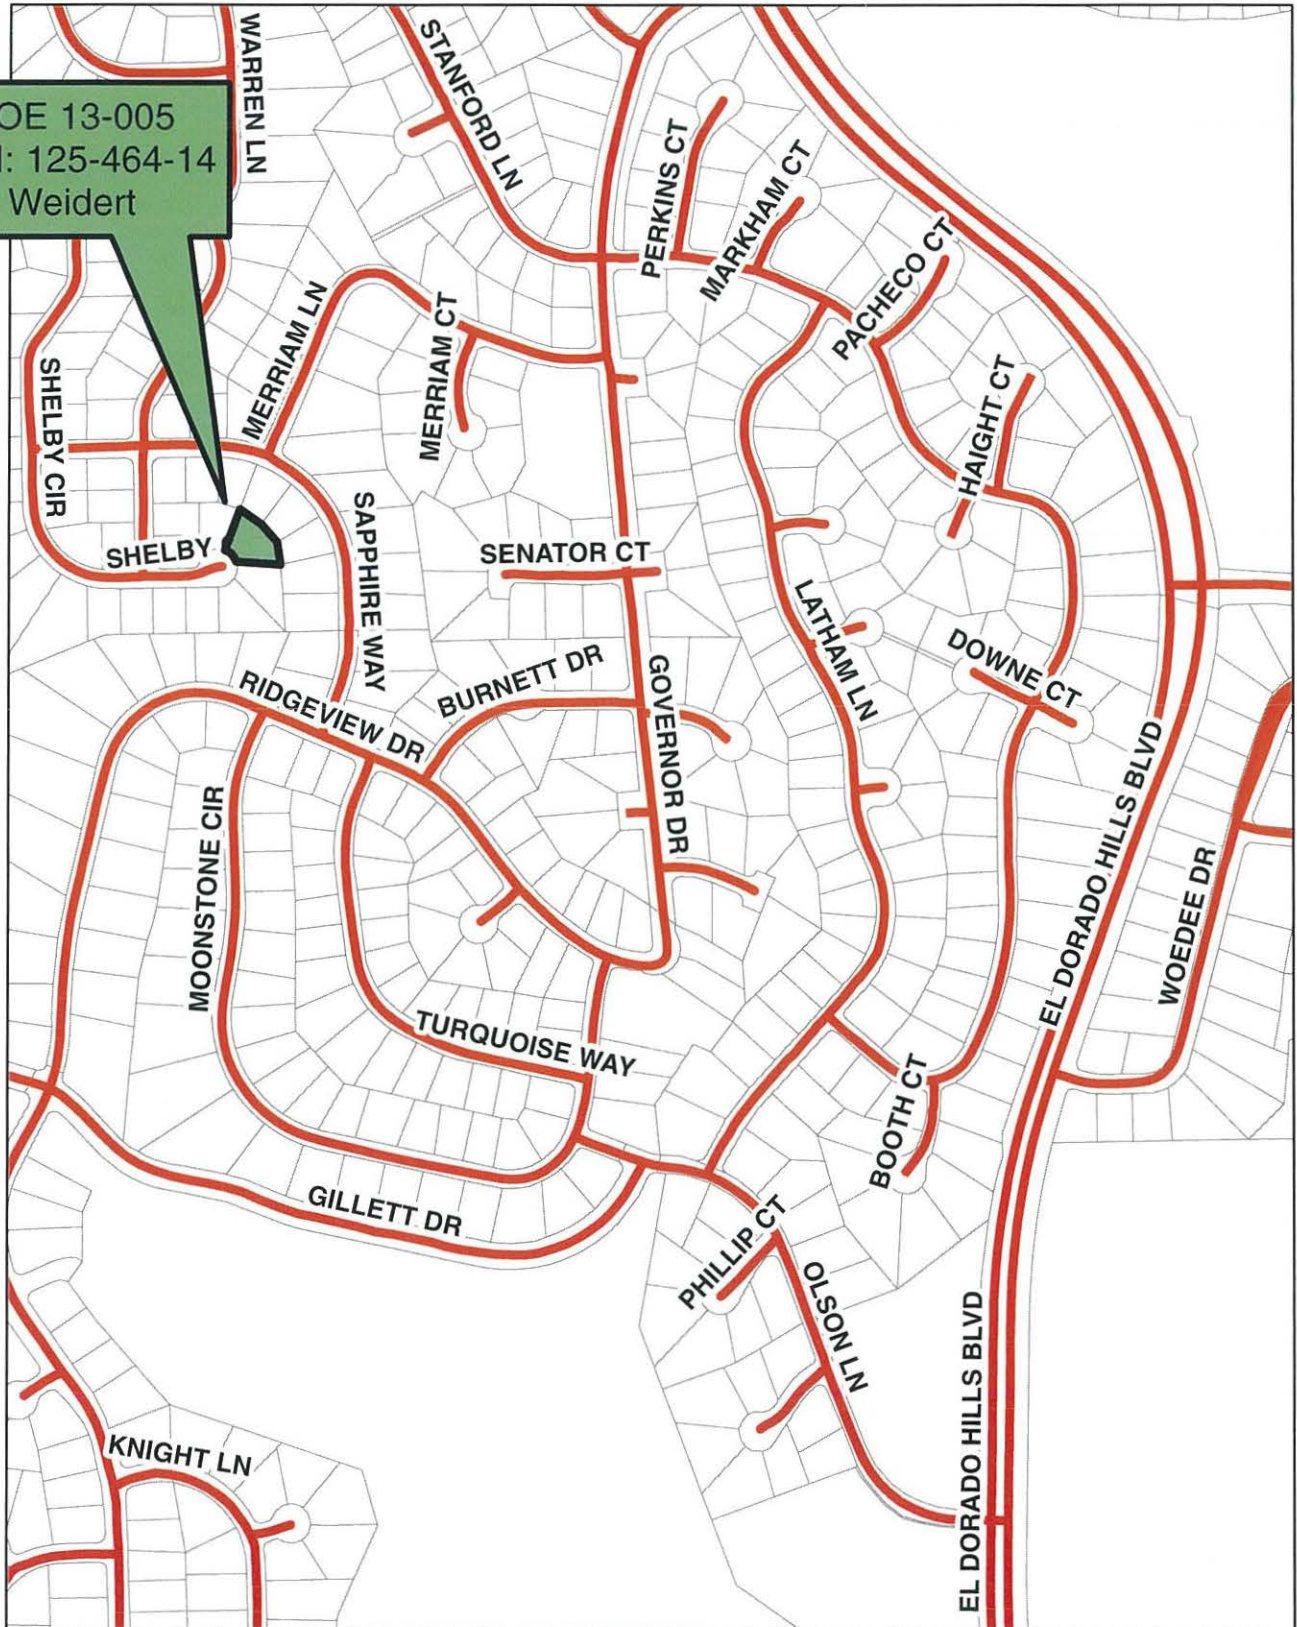 OE 13-005
: 125-464-14
Weidert
WARREN LN
STANFORD LN
PERKINS CT
MARKHAM CT
PACHECO CT
MERRIAM LN
MERRIAM CT
HAIGHT CT
SHELBY CIR
SHELBY
SAPPHIRE WAY
SENATOR CT
LATHAM LN
DOWNE CT
BURNETT DR
RIDGEVIEW DR
GOVERNOR DR
MOONSTONE CIR
EL DORADO HILLS BLVD
WOEDEE DR
TURQUOISE WAY
BOOTH CT
GILLETT DR
PHILLIP CT
OLSON LN
EL DORADO HILLS BLVD
KNIGHT LN